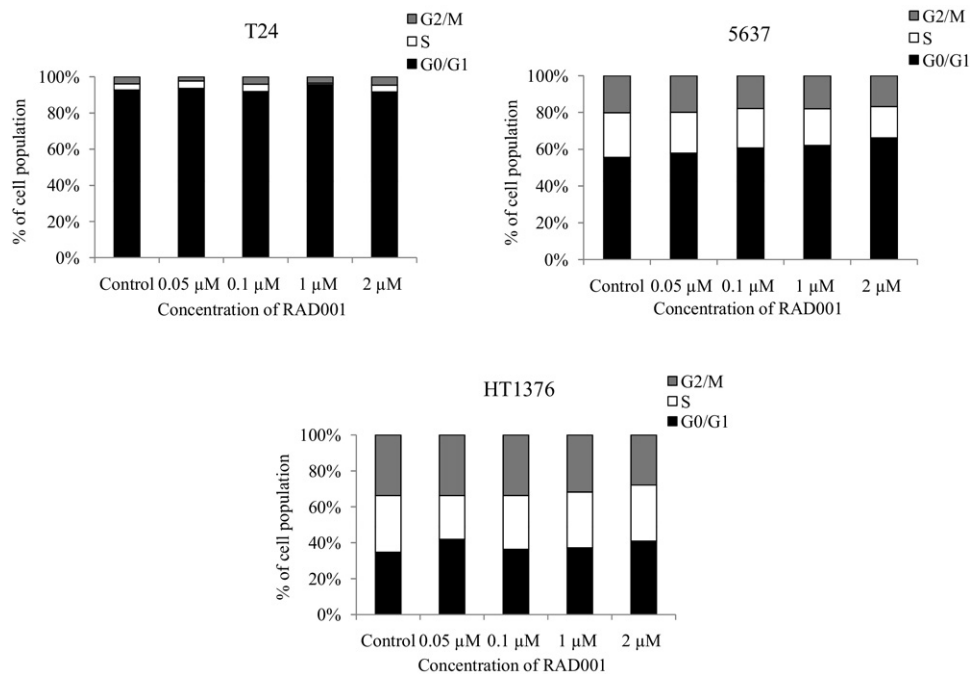 T24
G2/M
S
G0/G1
100%
80%
60%
40%
20%
0%
% of cell population
Control 0.05 µM 0.1 µM 1 µM 2 µM
Concentration of RAD001
5637
G2/M
S
G0/G1
100%
80%
60%
40%
20%
0%
% of cell population
Control 0.05 µM 0.1 µM 1 µM 2 µM
Concentration of RAD001
HT1376
G2/M
S
G0/G1
100%
80%
60%
40%
20%
0%
% of cell population
Control 0.05 µM 0.1 µM 1 µM 2 µM
Concentration of RAD001